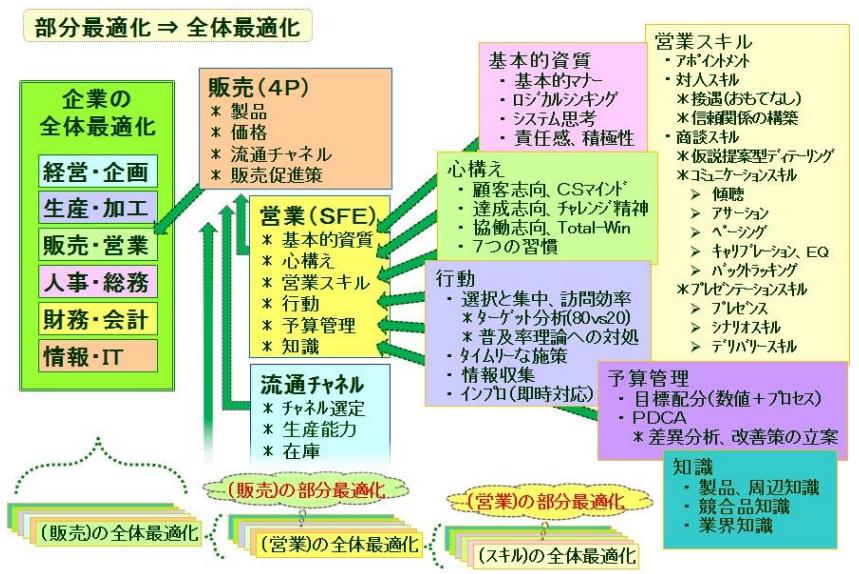 部分最適化 ⇒ 全体最適化
企業の
全体最適化
経営・企画
生産・加工
販売・営業
人事・総務
財務・会計
情報・IT
販売(4P)
* 製品
* 価格
* 流通チャネル
* 販売促進策
営業(SFE)
* 基本的資質
* 心構え
* 営業スキル
* 行動
* 予算管理
* 知識
流通チャネル
* チャネル選定
* 生産能力
* 在庫
基本的資質
・ 基本的マナー
・ ロジカルシンキング
・ システム思考
・ 責任感、積極性
心構え
・ 顧客志向、CSマインド
・ 達成志向、チャレンジ精神
・ 協働志向、Total-Win
・ 7つの習慣
行動
・ 選択と集中、訪問効率
*ターゲット分析(80vs20)
*普及率理論への対処
・ タイムリーな施策
・ 情報収集
・ インプロ(即時対応)
営業スキル
・アポイントメント
・対人スキル
*接遇(おもてなし)
*信頼関係の構築
・商談スキル
*仮説提案型ディテーリング
*コミュニケーションスキル
➢ 傾聴
➢ アサーション
➢ ペーシング
➢ キャリブレーション、EQ
➢ バックトラッキング
*プレゼンテーションスキル
➢ プレゼンス
➢ シナリオスキル
➢ デリバリースキル
予算管理
・ 目標配分(数値+プロセス)
・ PDCA
*差異分析、改善策の立案
知識
・ 製品、周辺知識
・ 競合品知識
・ 業界知識
(販売)の部分最適化
(営業)の部分最適化
(販売)の全体最適化
(営業)の全体最適化
(スキル)の全体最適化